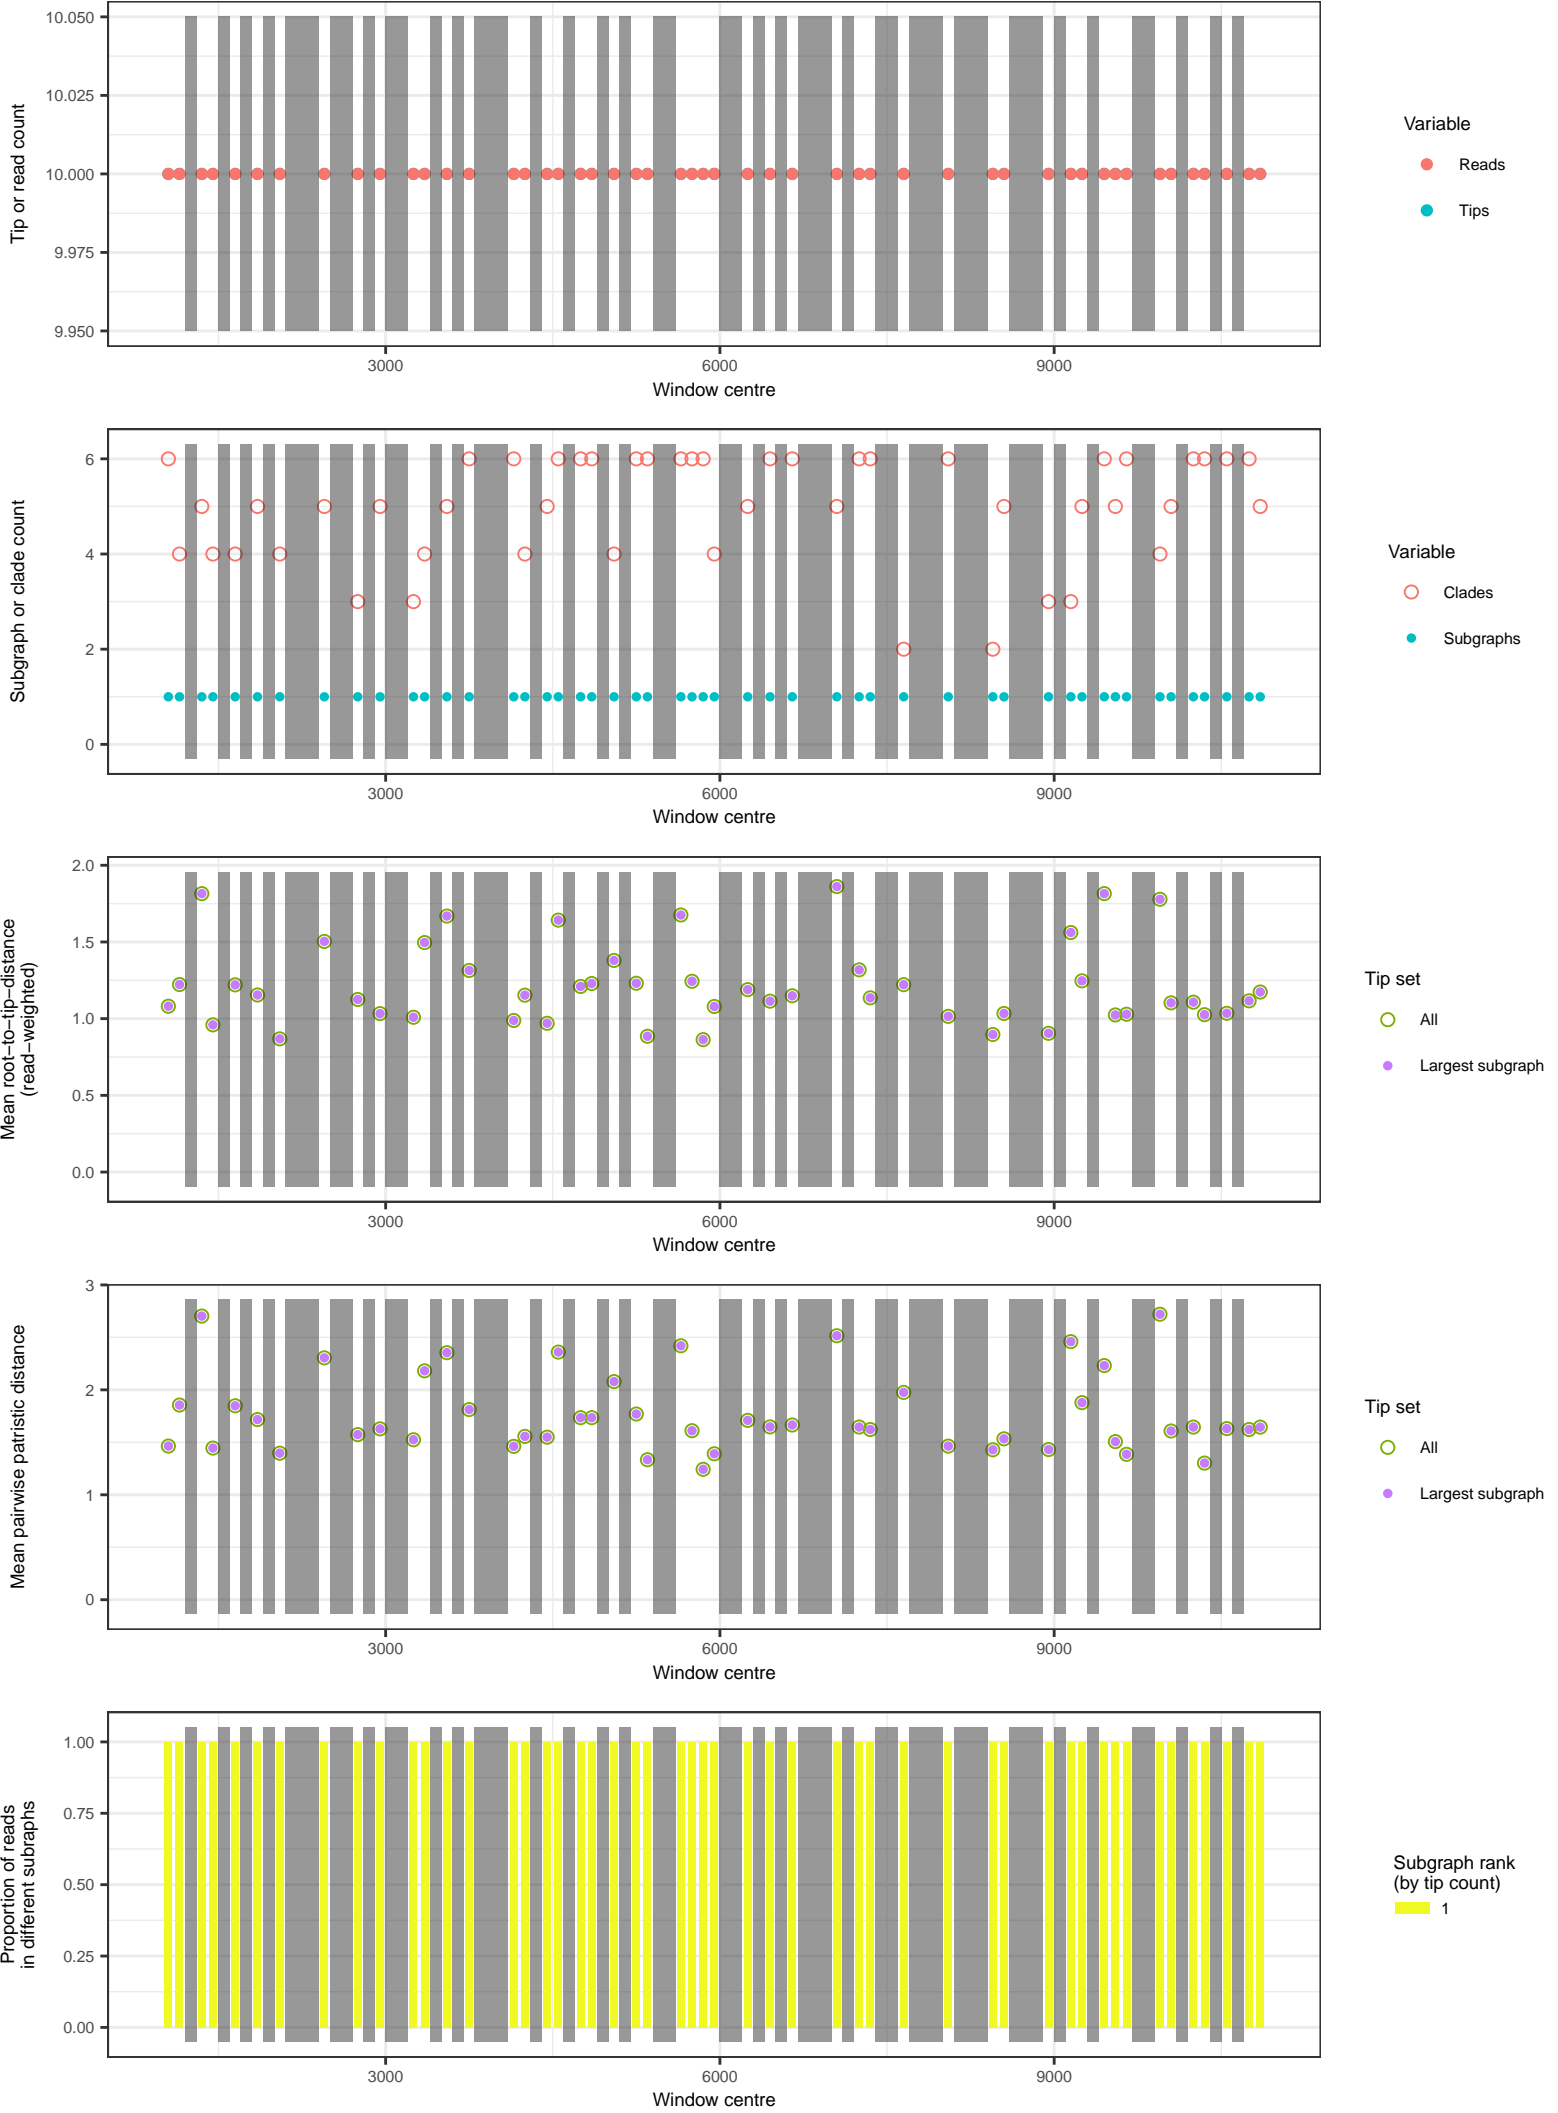 10.050
10.025
10.000
9.975
9.950
Tip or read count
3000
6000
9000
Window centre
Variable
Reads
Tips
6
4
2
0
Subgraph or clade count
3000
6000
9000
Window centre
Variable
Clades
Subgraphs
2.0
1.5
1.0
0.5
0.0
Mean root−to−tip−distance
(read−weighted)
3000
6000
9000
Window centre
Tip set
All
Largest subgraph
3
2
1
0
Mean pairwise patristic distance
3000
6000
9000
Window centre
Tip set
All
Largest subgraph
1.00
0.75
0.50
0.25
0.00
Proportion of reads
in different subraphs
3000
6000
9000
Window centre
Subgraph rank
(by tip count)
1